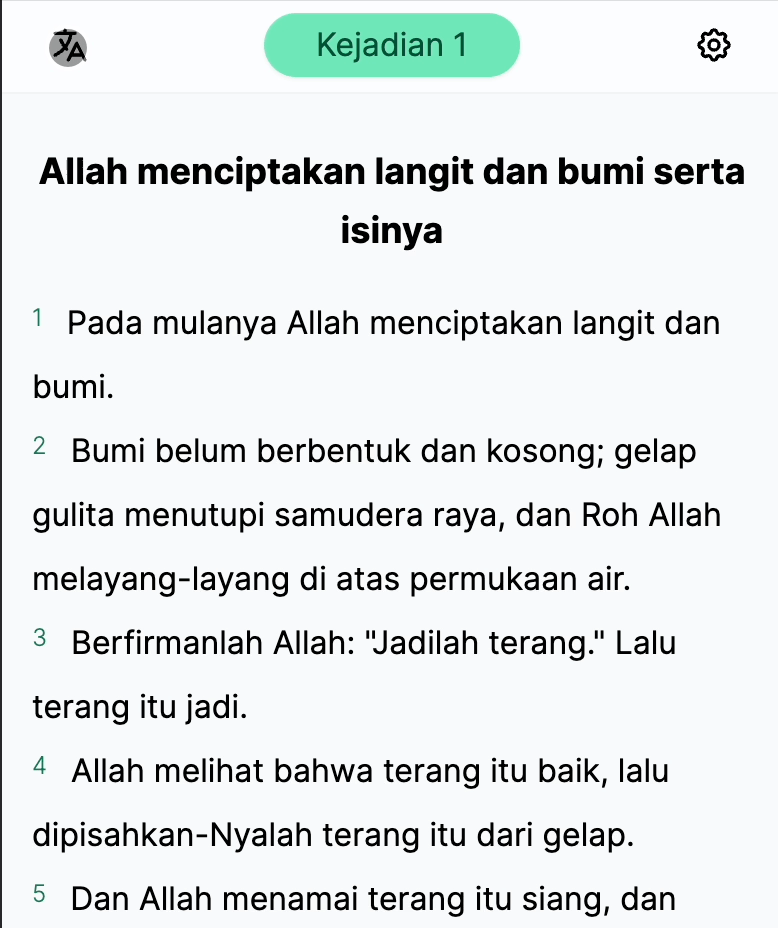 Kejadian 1
Allah menciptakan langit dan bumi serta
isinya
1 Pada mulanya Allah menciptakan langit dan
bumi.
2 Bumi belum berbentuk dan kosong; gelap
gulita menutupi samudera raya, dan Roh Allah
melayang-layang di atas permukaan air.
3 Berfirmanlah Allah: "Jadilah terang." Lalu
terang itu jadi.
4 Allah melihat bahwa terang itu baik, lalu
dipisahkan-Nyalah terang itu dari gelap.
5 Dan Allah menamai terang itu siang, dan